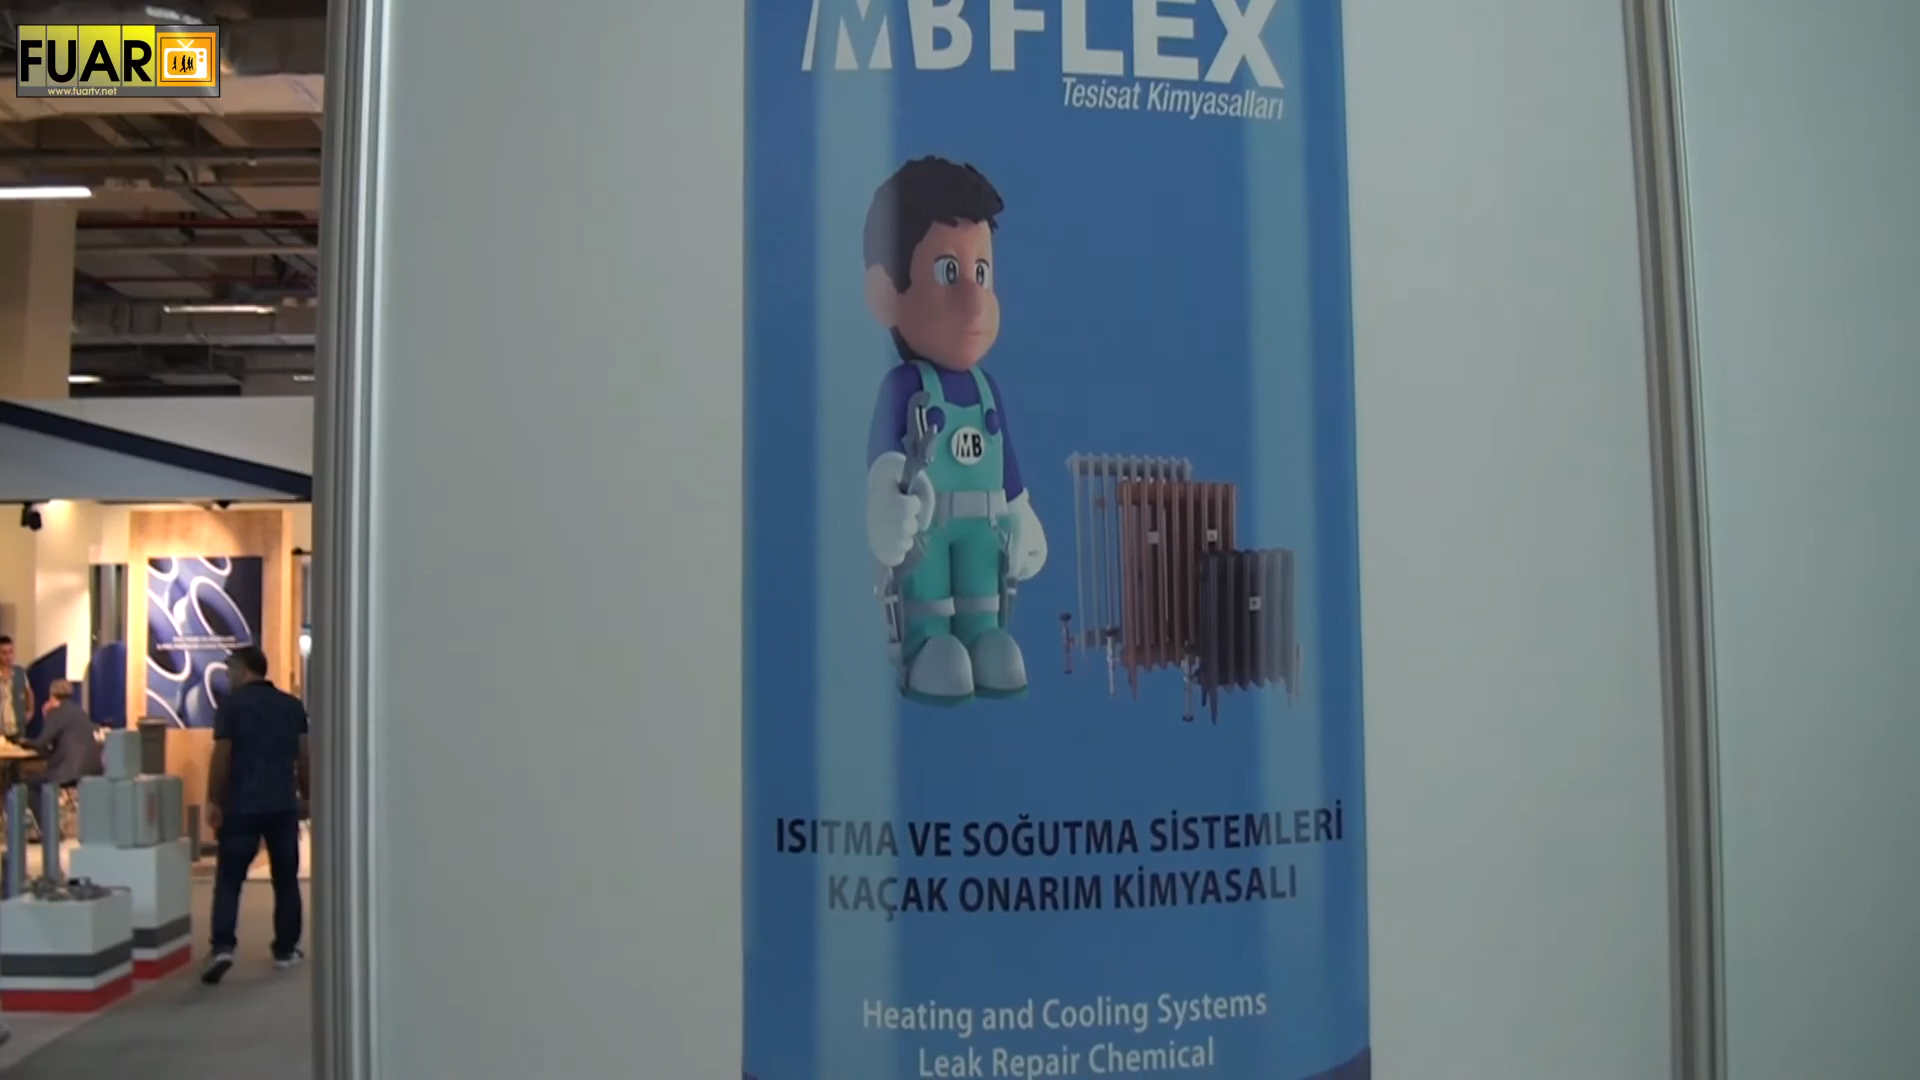 FUAR
www.fuartv.net
MBFLEX
Tesisat Kimyasalları
MB
ISITMA VE SOĞUTMA SİSTEMLERİ
KAÇAK ONARIM KİMYASALI
Heating and Cooling Systems
Leak Repair Chemical